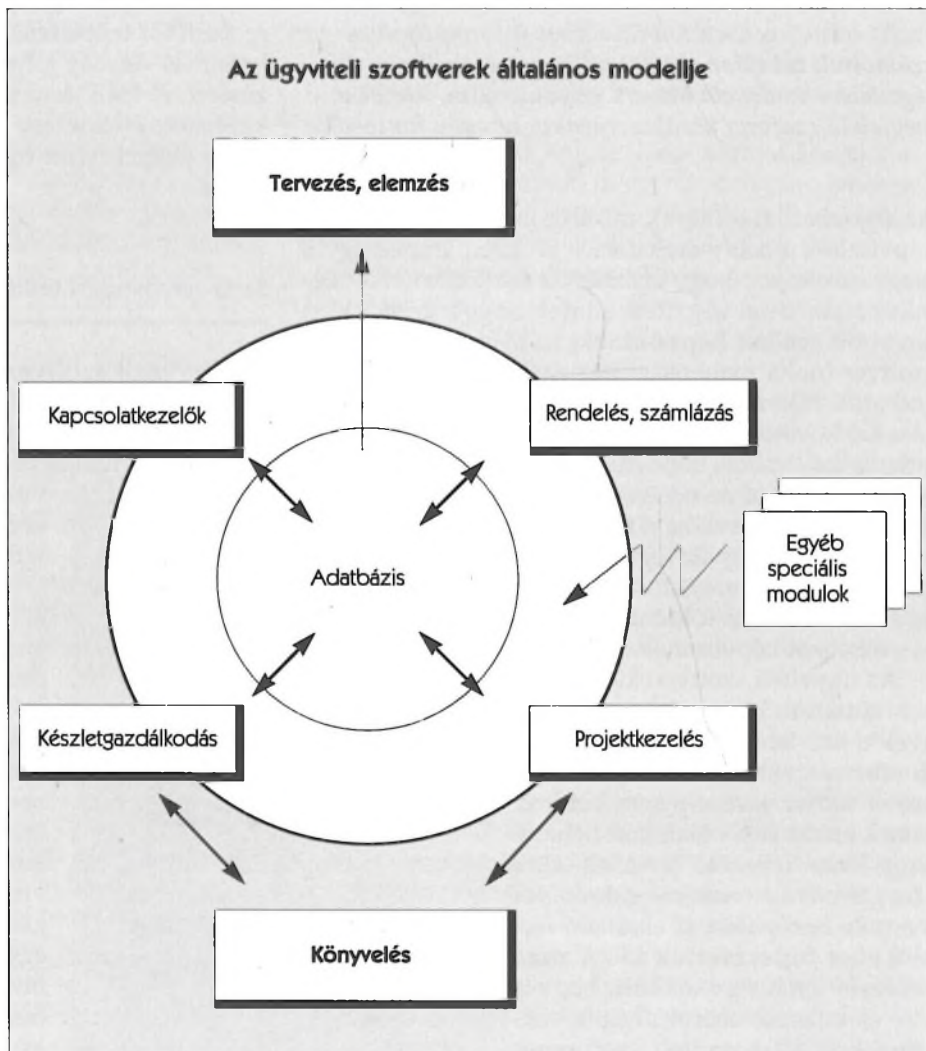 Az ügyviteli szoftverek általános modellje
Tervezés, elemzés
Kapcsolatkezelők
Rendelés, számlázás
Egyéb
speciális
modulok
Adatbázis
Készletgazdálkodás
Projektkezelés
Könyvelés